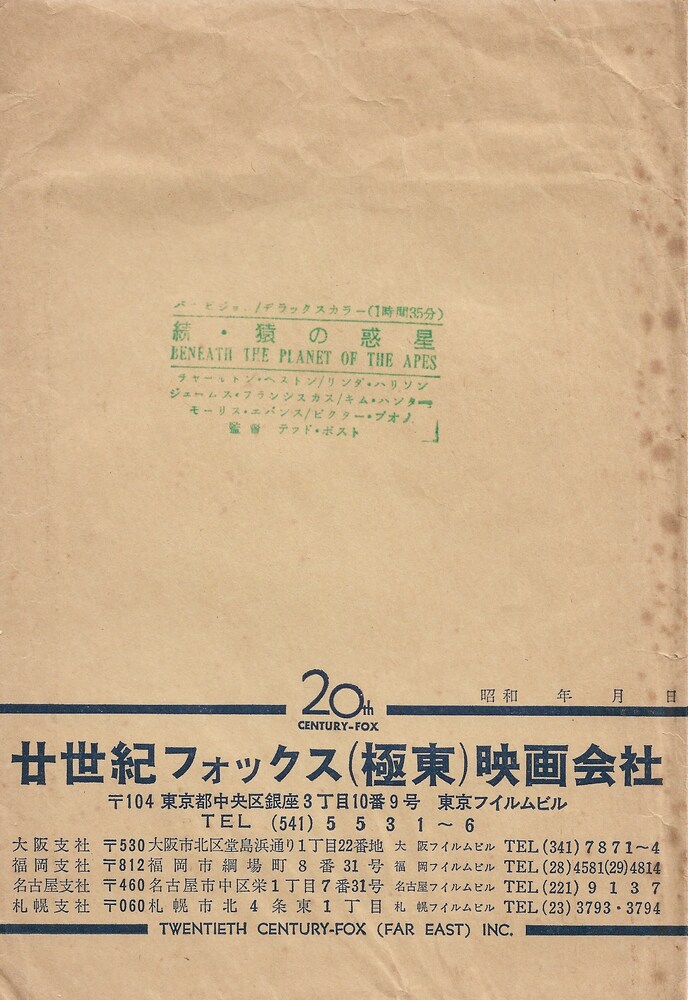 パナビジョン/デラックスカラー(1時間35分)
続・猿の惑星
BENEATH THE PLANET OF THE APES
チャールトン・ヘストン/リンダ・ハリソン
ジェームス・フランシスカス/キム・ハンター
モーリス・エバンス/ビクター・ブオノ
監督 テッド・ポスト
昭和 年 月 日
20th
CENTURY-FOX
廿世紀フォックス(極東)映画会社
〒104 東京都中央区銀座3丁目10番9号 東京フイルムビル
TEL (541) 5531~6
大阪支社 〒530 大阪市北区堂島浜通り1丁目22番地 大阪フイルムビル TEL(341)7871~4
福岡支社 〒812 福岡市綱場町8番31号 福岡フイルムビル TEL(28)4581(29)4814
名古屋支社 〒460 名古屋市中区栄1丁目7番31号 名古屋フイルムビル TEL(221)9137
札幌支社 〒060 札幌市北4条東1丁目 札幌フイルムビル TEL(23)3793・3794
TWENTIETH CENTURY-FOX (FAR EAST) INC.